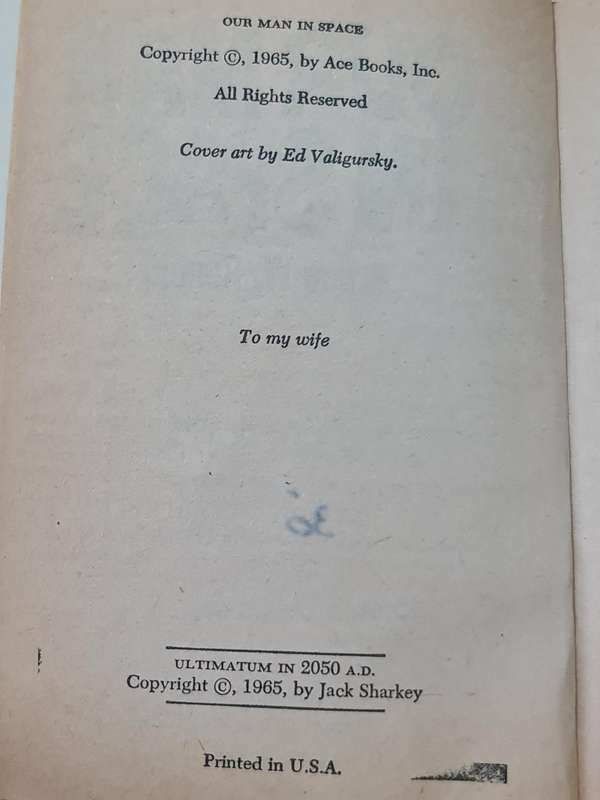 OUR MAN IN SPACE
Copyright ©, 1965, by Ace Books, Inc.
All Rights Reserved
Cover art by Ed Valigursky.
To my wife
ULTIMATUM IN 2050 A.D.
Copyright ©, 1965, by Jack Sharkey
Printed in U.S.A.